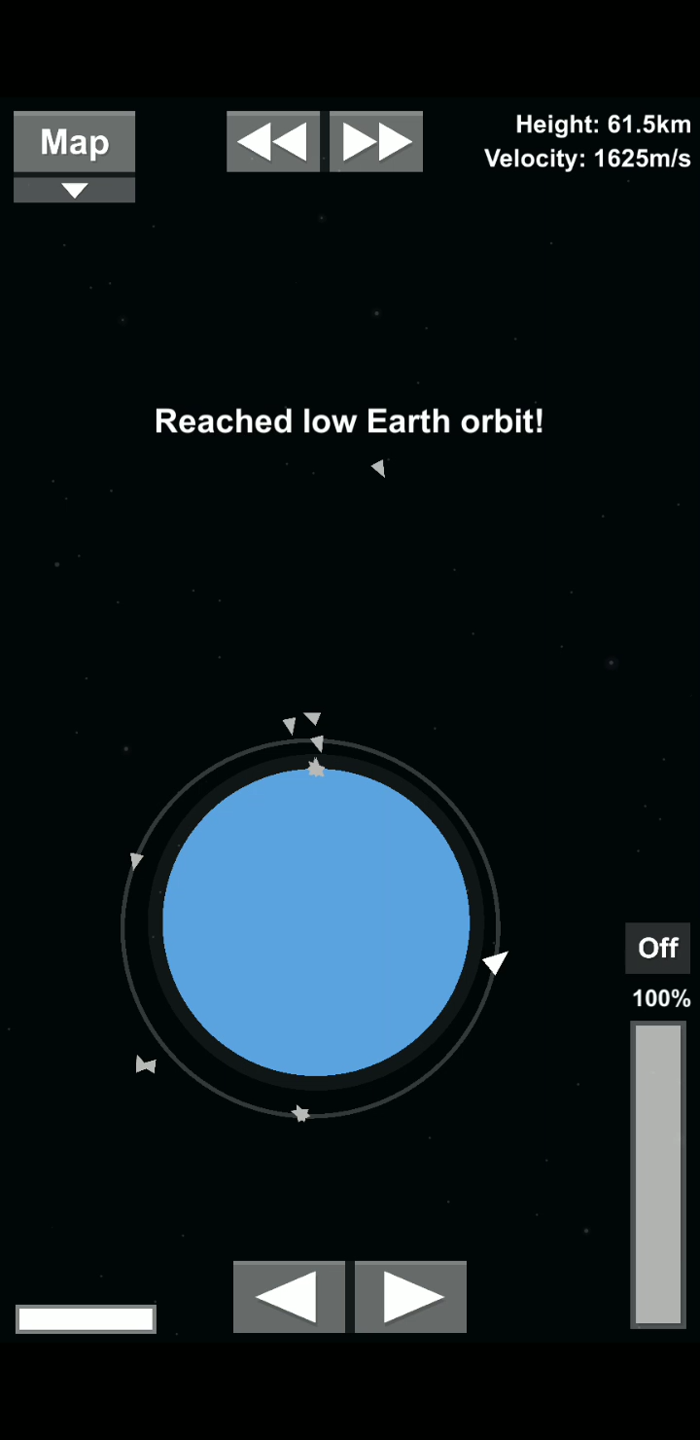 Map
Height: 61.5km
Velocity: 1625m/s
Reached low Earth orbit!
Off
100%